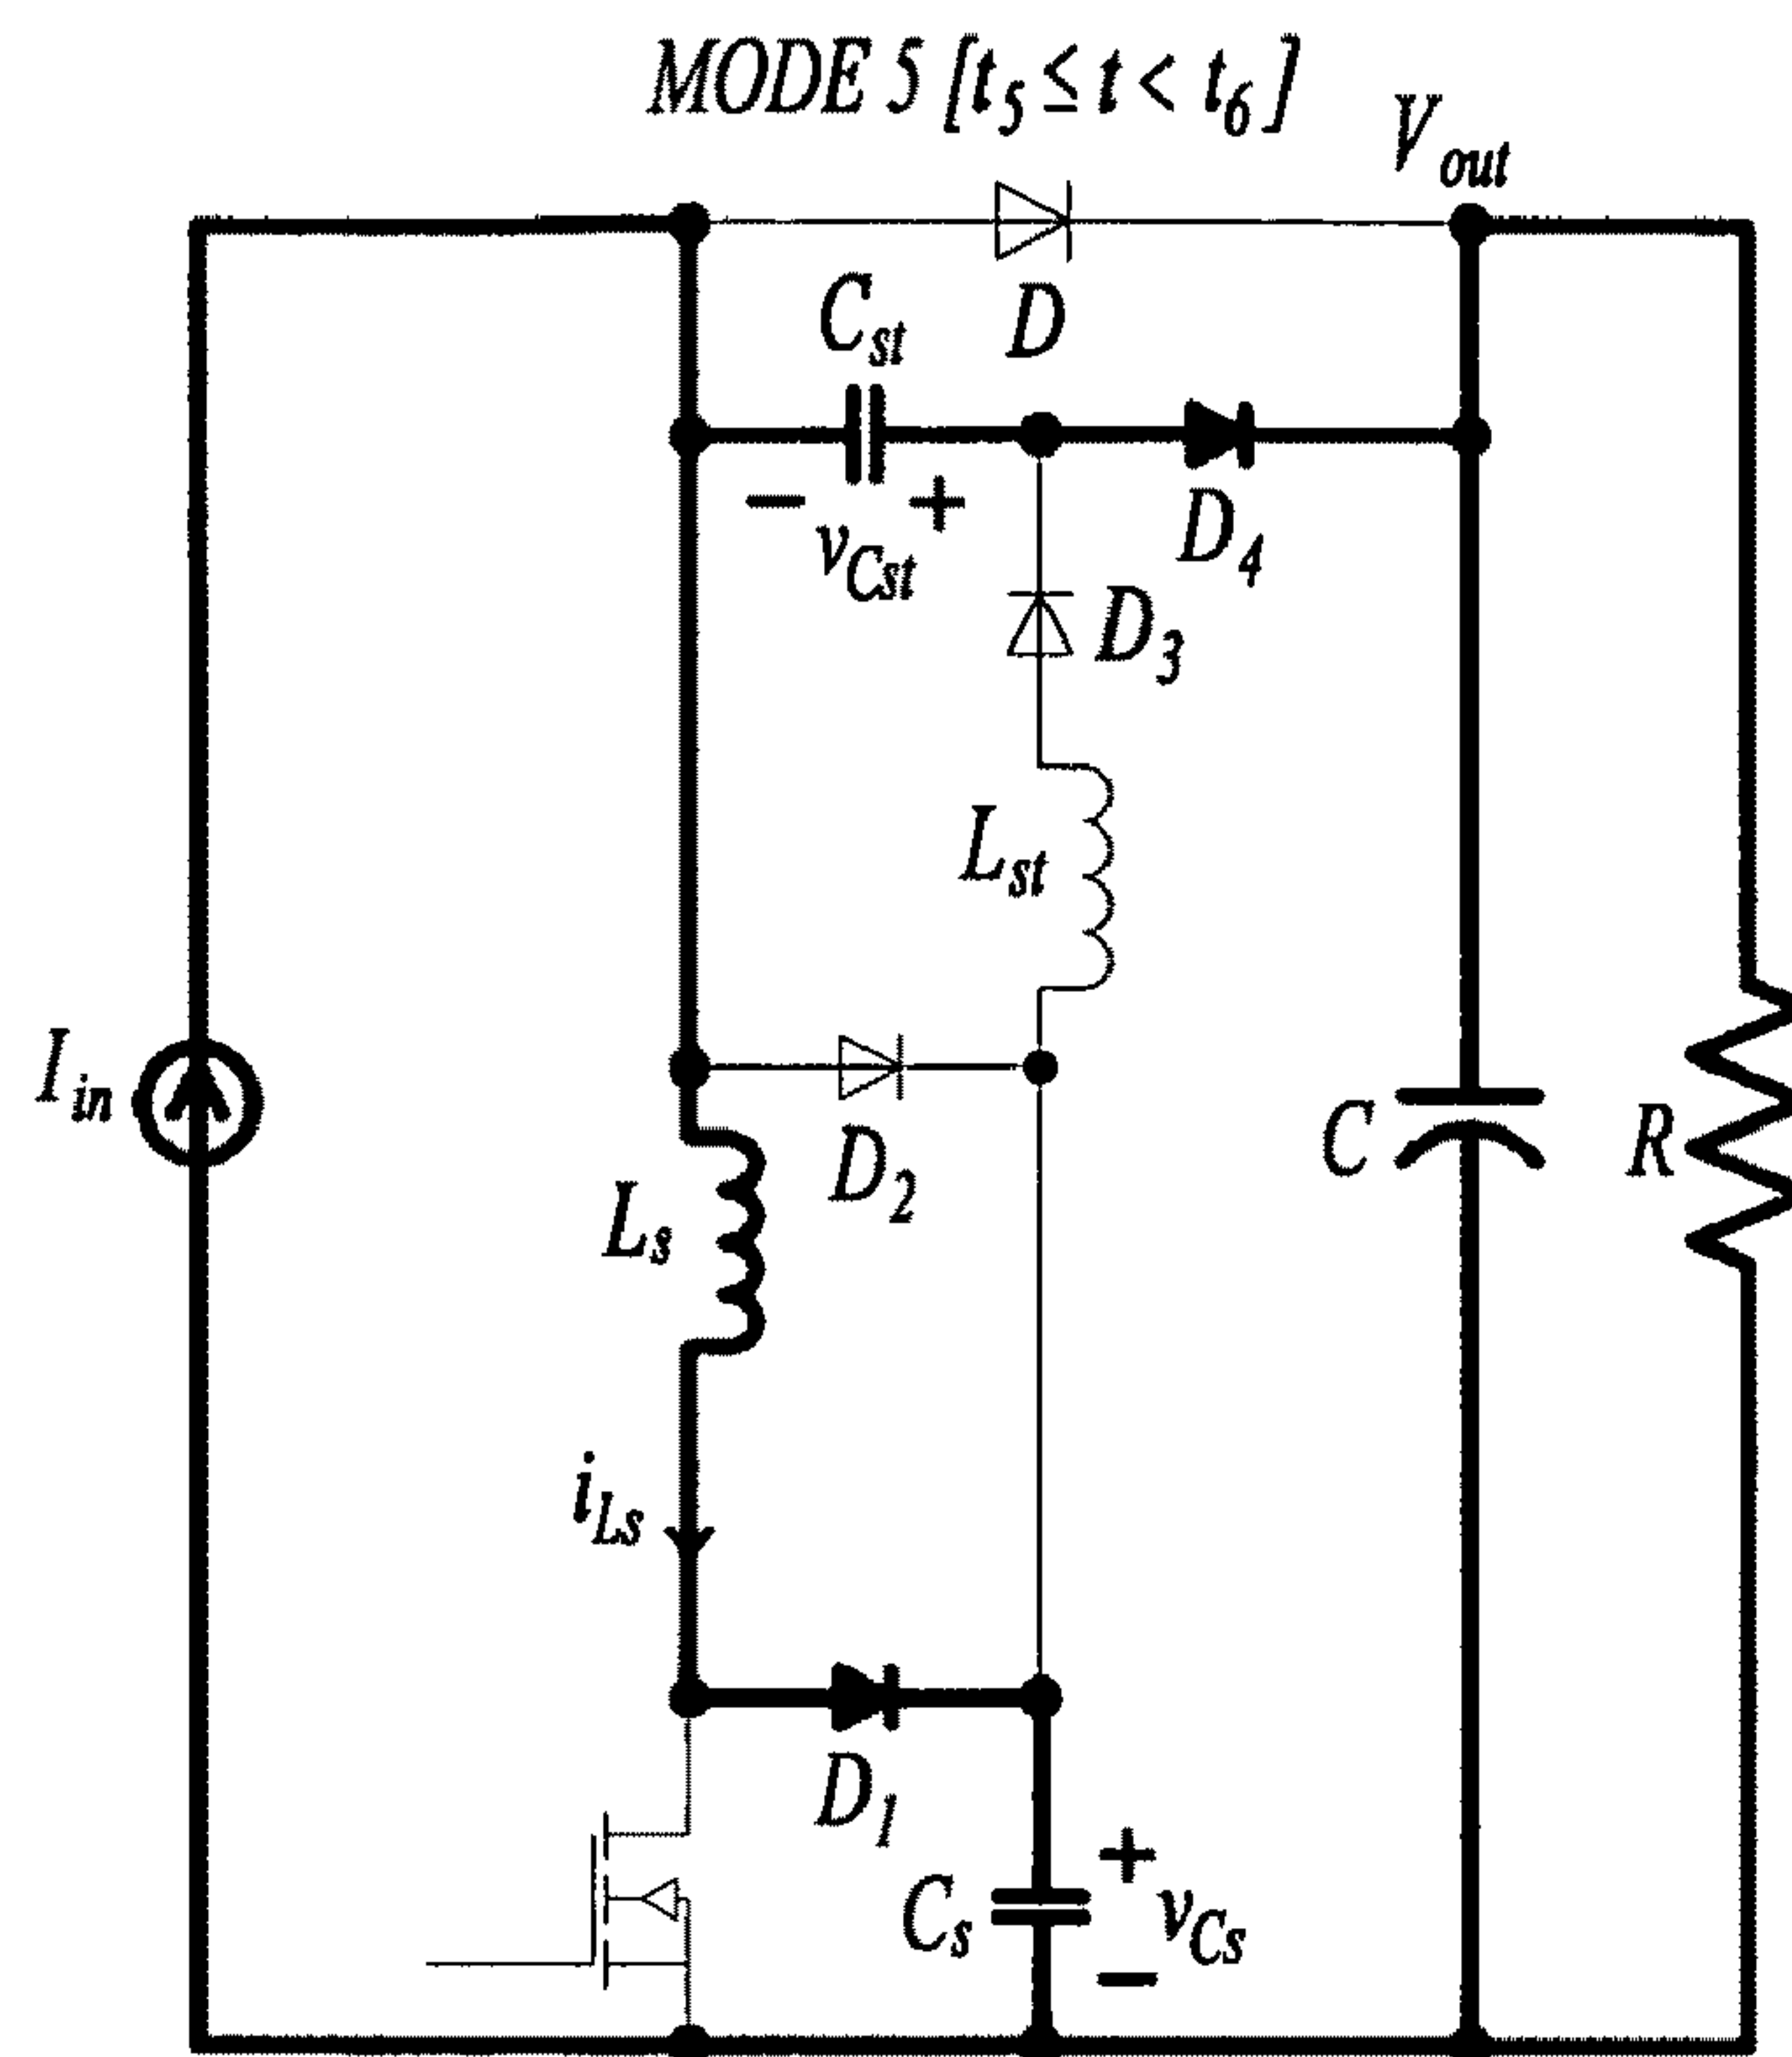 MODE 5 [t5 ≤ t < t6]
Vout
Cst
D
− vCst +
D4
D3
Lst
Iin
D2
Ls
C
R
iLs
D1
Cs
+
vCs
−